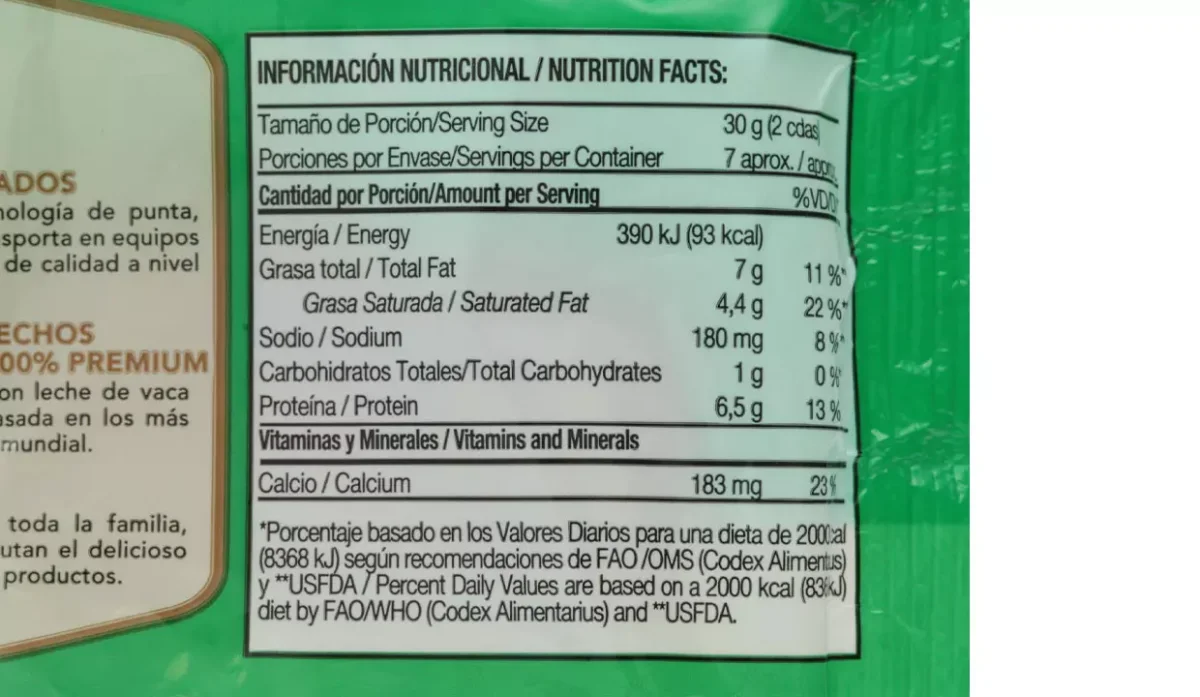 ADOS
nología de punta,
sporta en equipos
de calidad a nivel
ECHOS
00% PREMIUM
on leche de vaca
asada en los más
mundial.
toda la familia,
utan el delicioso
productos.
INFORMACIÓN NUTRICIONAL / NUTRITION FACTS:
Tamaño de Porción/Serving Size 30 g (2 cdas)
Porciones por Envase/Servings per Container 7 aprox. /
Cantidad por Porción/Amount per Serving %VD/
Energía / Energy 390 kJ (93 kcal)
Grasa total / Total Fat 7 g 11 %*
Grasa Saturada / Saturated Fat 4,4 g 22 %*
Sodio / Sodium 180 mg 8 %*
Carbohidratos Totales/Total Carbohydrates 1 g 0 %
Proteína / Protein 6,5 g 13 %
Vitaminas y Minerales / Vitamins and Minerals
Calcio / Calcium 183 mg 23%
*Porcentaje basado en los Valores Diarios para una dieta de
(8368 kJ) según recomendaciones de FAO /OMS (Codex
y **USFDA / Percent Daily Values are based on a 2000 kcal
diet by FAO/WHO (Codex Alimentarius) and **USFDA.